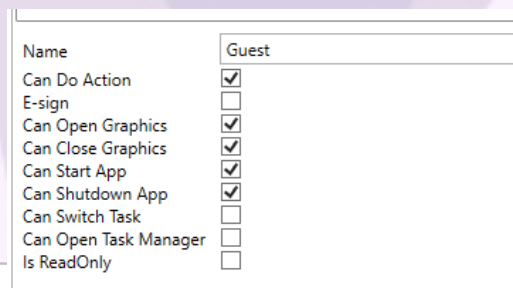 Name Guest
Can Do Action
E-sign
Can Open Graphics
Can Close Graphics
Can Start App
Can Shutdown App
Can Switch Task
Can Open Task Manager
Is ReadOnly